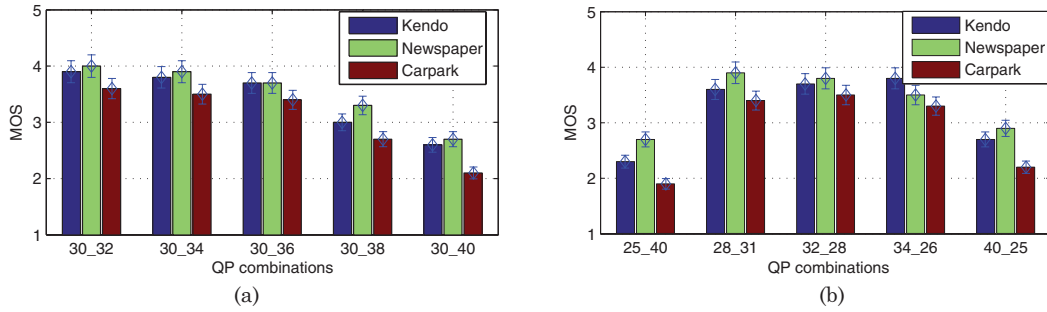 5
4
3
2
1
MOS
Kendo
Newspaper
Carpark
30_32 30_34 30_36 30_38 30_40
QP combinations
(a)
5
4
3
2
1
MOS
Kendo
Newspaper
Carpark
25_40 28_31 32_28 34_26 40_25
QP combinations
(b)